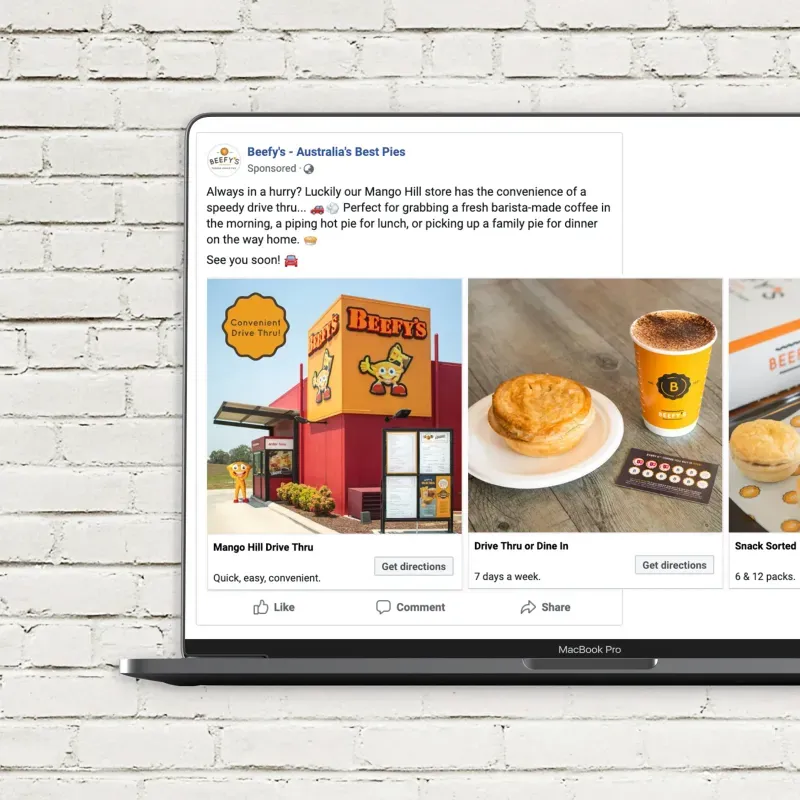 BEEFY'S
Beefy's - Australia's Best Pies
Sponsored ·
Always in a hurry? Luckily our Mango Hill store has the convenience of a
speedy drive thru... 🚗💨 Perfect for grabbing a fresh barista-made coffee in
the morning, a piping hot pie for lunch, or picking up a family pie for dinner
on the way home. 🥧
See you soon! 🚘
Convenient
Drive Thru!
BEEFY'S
BEEFY'S
B
BEEFY'S
BEEF
Mango Hill Drive Thru
Get directions
Quick, easy, convenient.
Drive Thru or Dine In
Get directions
7 days a week.
Snack Sorted
6 & 12 packs.
Like
Comment
Share
MacBook Pro